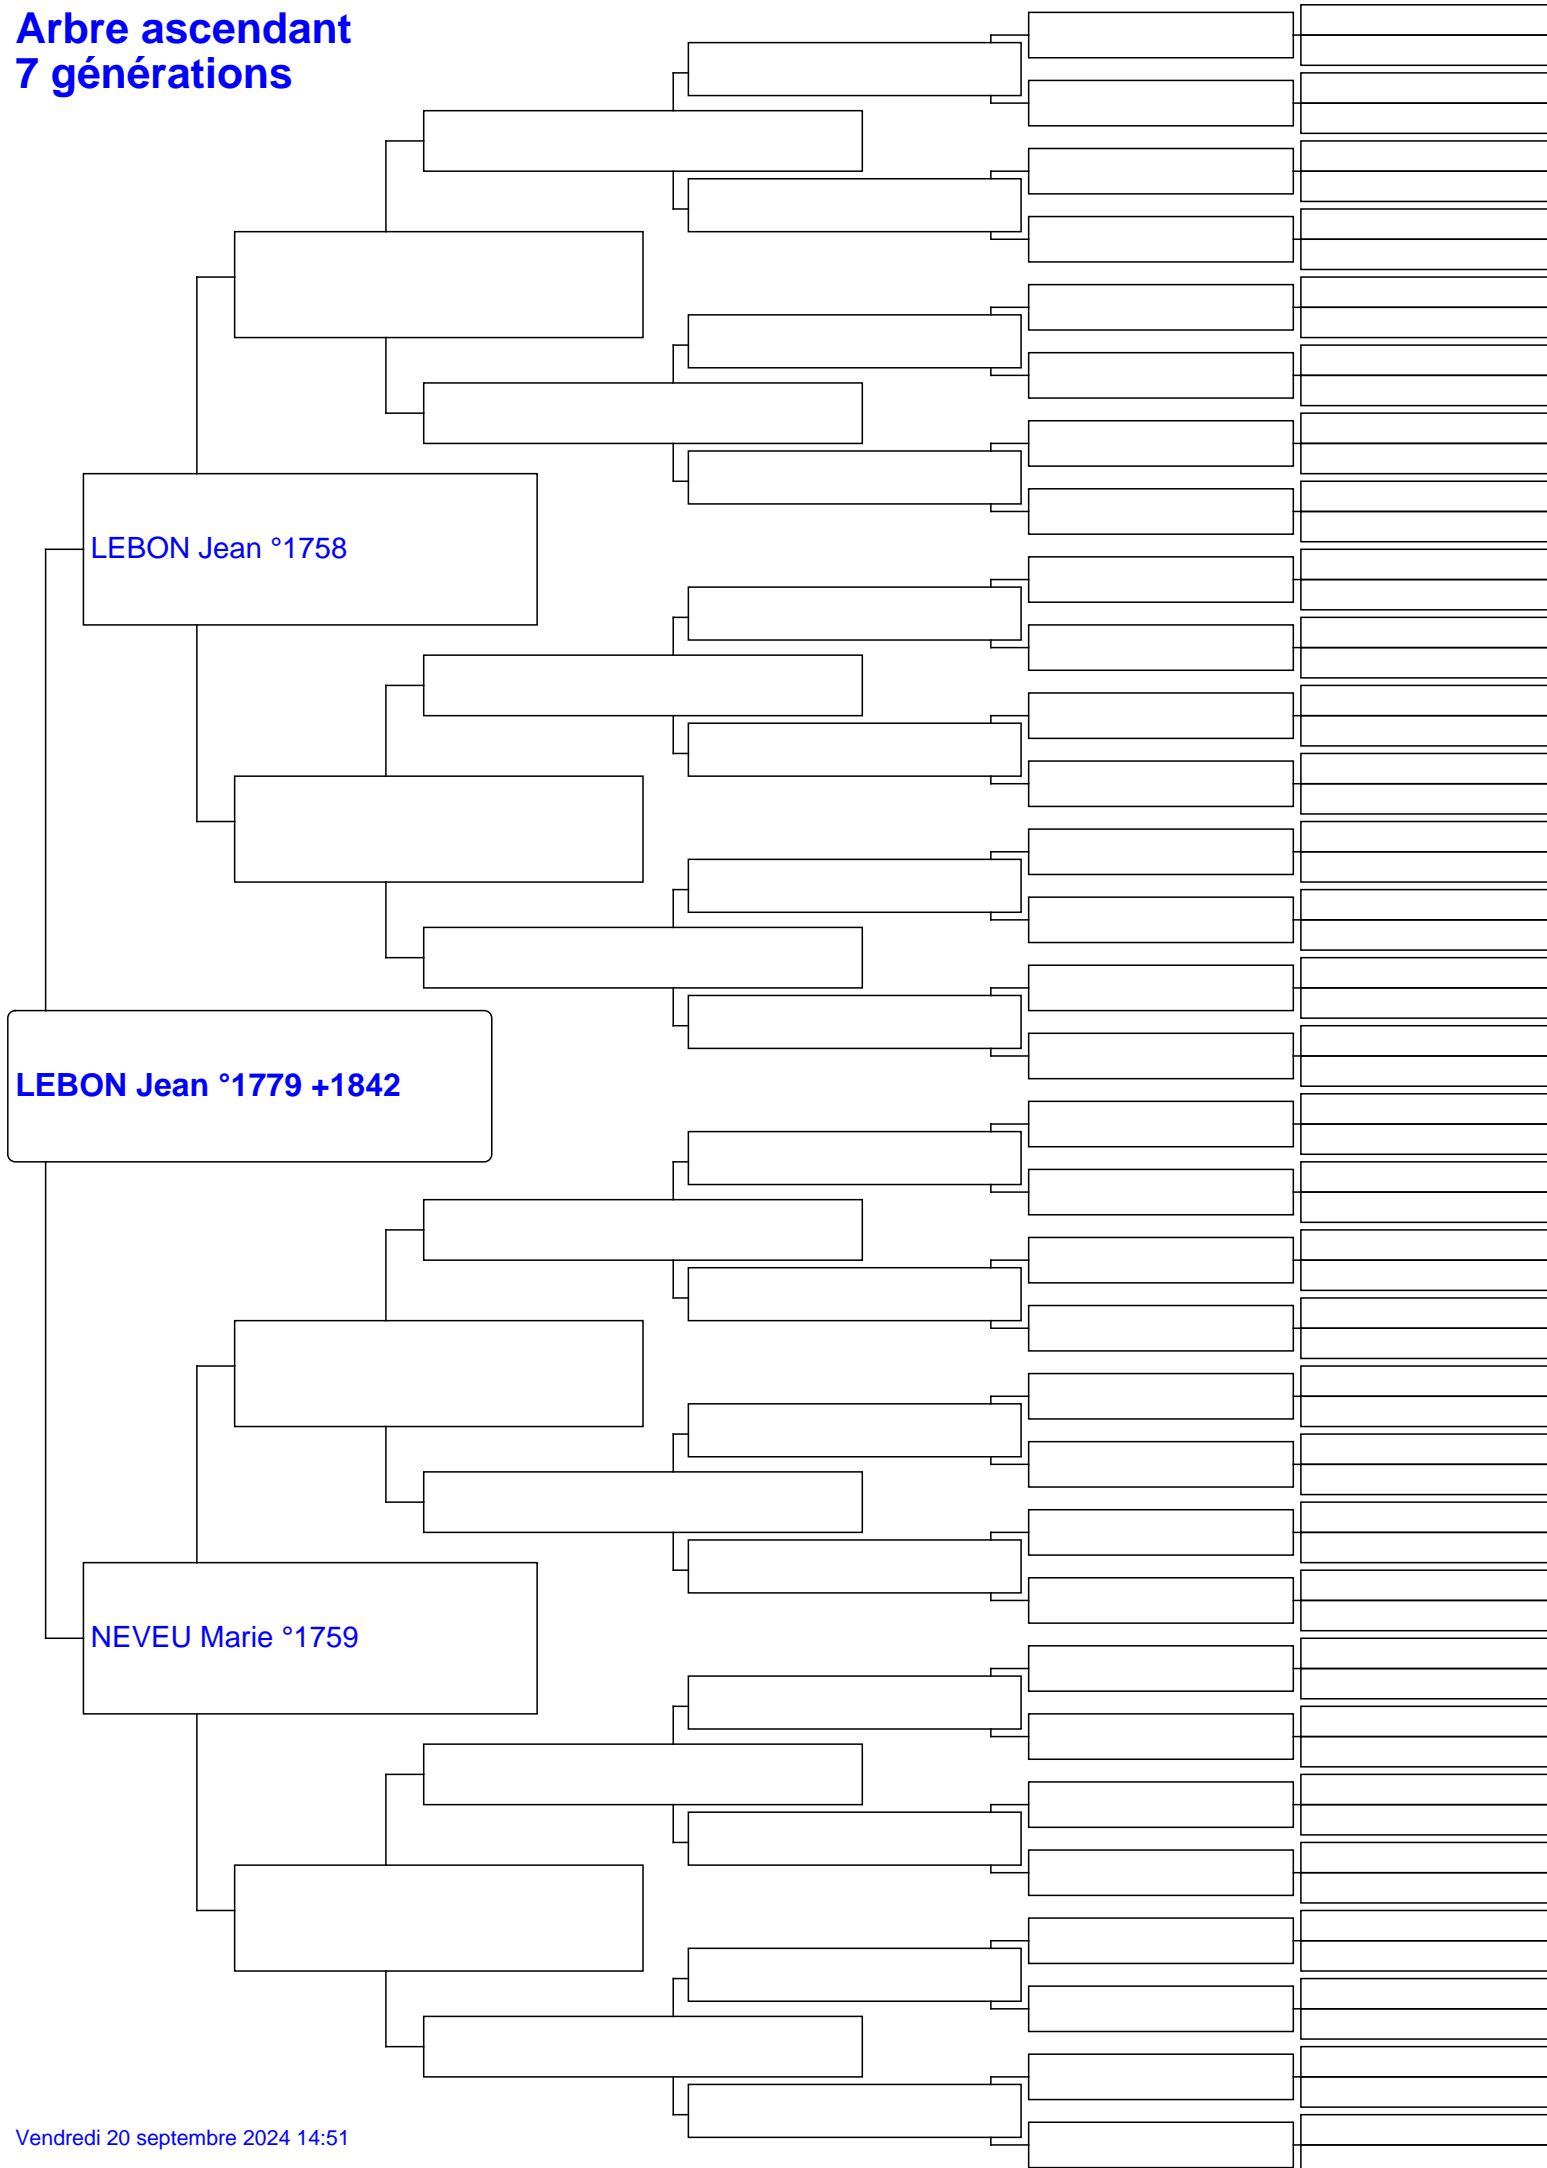 Arbre ascendant
7 générations
LEBON Jean °1758
LEBON Jean °1779 +1842
NEVEU Marie °1759
Vendredi 20 septembre 2024 14:51